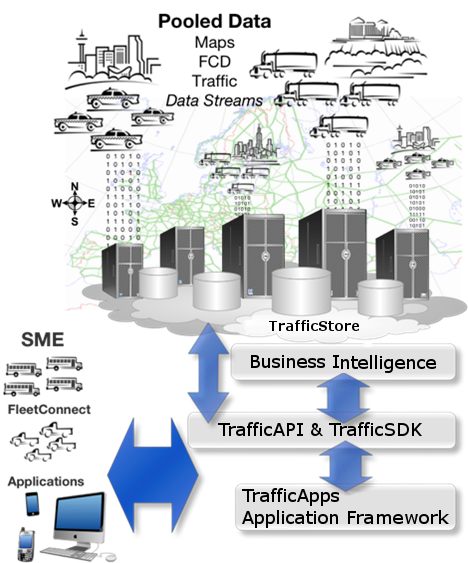 Pooled Data
Maps
FCD
Traffic
Data Streams
N
W E
S
TrafficStore
SME
Business Intelligence
FleetConnect
TrafficAPI & TrafficSDK
Applications
TrafficApps
Application Framework